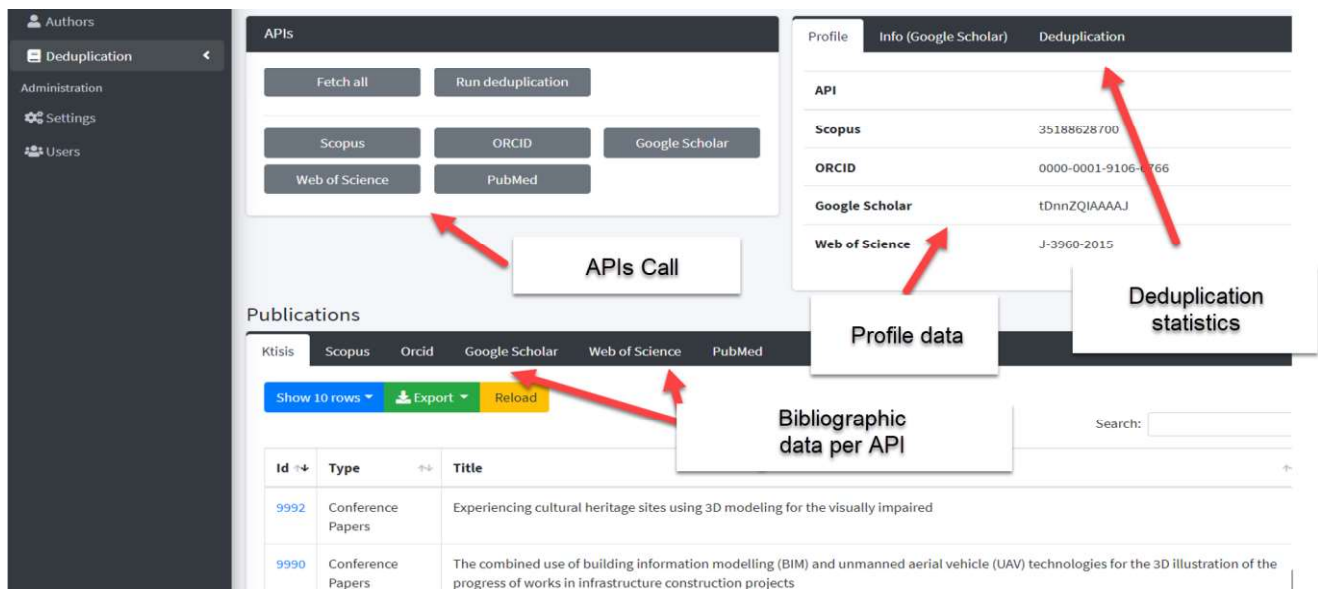 Authors
Deduplication
Administration
Settings
Users
APIs
Fetch all
Run deduplication
Scopus
ORCID
Google Scholar
Web of Science
PubMed
APIs Call
Profile
Info (Google Scholar)
Deduplication
API
Scopus
35188628700
ORCID
0000-0001-9106-6766
Google Scholar
tDnnZQIAAAAJ
Web of Science
J-3960-2015
Profile data
Deduplication
statistics
Publications
Ktisis
Scopus
Orcid
Google Scholar
Web of Science
PubMed
Show 10 rows
Export
Reload
Bibliographic
data per API
Search:
Id
Type
Title
9992
Conference
Papers
Experiencing cultural heritage sites using 3D modeling for the visually impaired
9990
Conference
Papers
The combined use of building information modelling (BIM) and unmanned aerial vehicle (UAV) technologies for the 3D illustration of the
progress of works in infrastructure construction projects